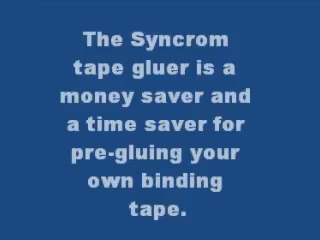 The Syncrom
tape gluer is a
money saver and
a time saver for
pre-gluing your
own binding
tape.